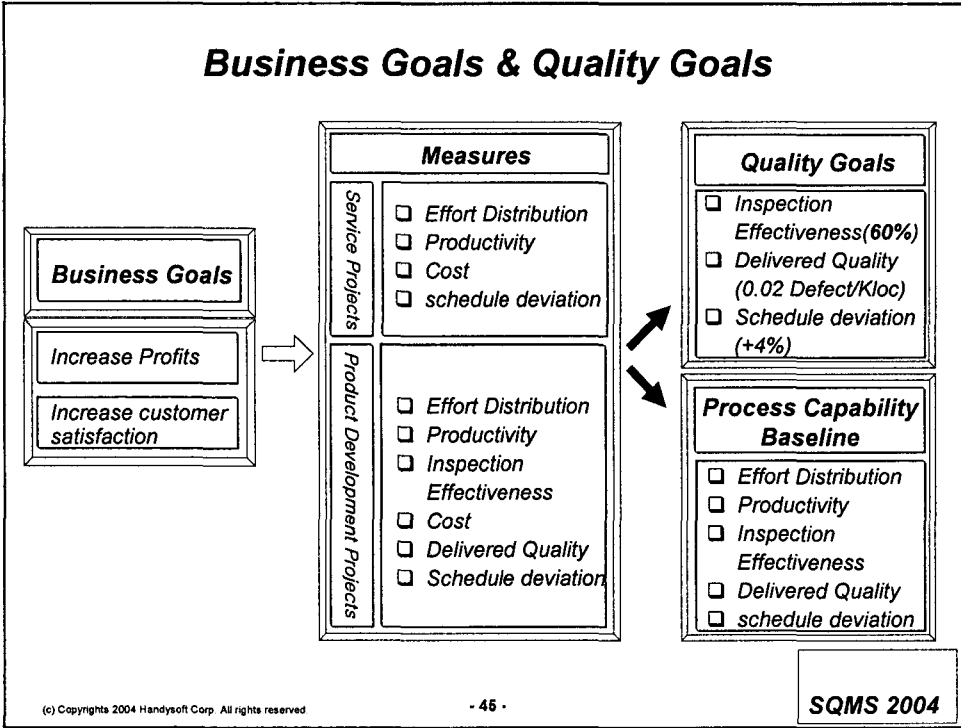 Business Goals & Quality Goals
Business Goals
Increase Profits
Increase customer
satisfaction
Measures
Service Projects
❑ Effort Distribution
❑ Productivity
❑ Cost
❑ schedule deviation
Product Development Projects
❑ Effort Distribution
❑ Productivity
❑ Inspection
Effectiveness
❑ Cost
❑ Delivered Quality
❑ Schedule deviation
Quality Goals
❑ Inspection
Effectiveness(60%)
❑ Delivered Quality
(0.02 Defect/Kloc)
❑ Schedule deviation
(+4%)
Process Capability
Baseline
❑ Effort Distribution
❑ Productivity
❑ Inspection
Effectiveness
❑ Delivered Quality
❑ schedule deviation
(c) Copyrights 2004 Handysoft Corp. All rights reserved
- 45 -
SQMS 2004